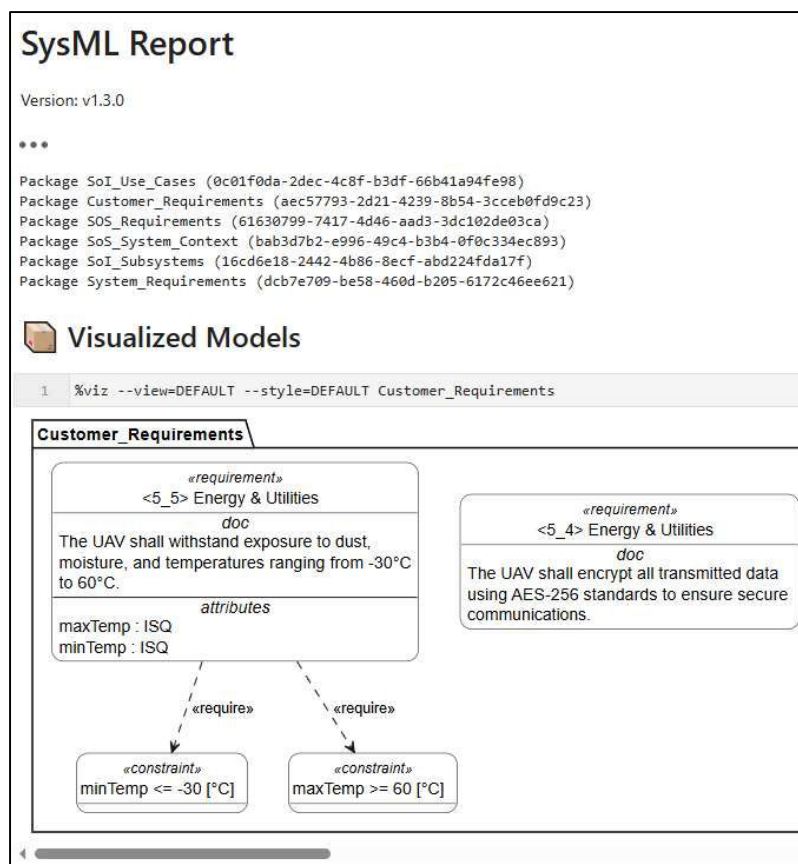 SysML Report
Version: v1.3.0
•••
Package SoI_Use_Cases (0c01f0da-2dec-4c8f-b3df-66b41a94fe98)
Package Customer_Requirements (aec57793-2d21-4239-8b54-3cceb0fd9c23)
Package SOS_Requirements (61630799-7417-4d46-aad3-3dc102de03ca)
Package SoS_System_Context (bab3d7b2-e996-49c4-b3b4-0f0c334ec893)
Package SoI_Subsystems (16cd6e18-2442-4b86-8ecf-abd224fda17f)
Package System_Requirements (dcb7e709-be58-460d-b205-6172c46ee621)
Visualized Models
1 %viz --view=DEFAULT --style=DEFAULT Customer_Requirements
Customer_Requirements
«requirement»
<5_5> Energy & Utilities
doc
The UAV shall withstand exposure to dust,
moisture, and temperatures ranging from -30°C
to 60°C.
attributes
maxTemp : ISQ
minTemp : ISQ
«requirement»
<5_4> Energy & Utilities
doc
The UAV shall encrypt all transmitted data
using AES-256 standards to ensure secure
communications.
«require»
«require»
«constraint»
minTemp <= -30 [°C]
«constraint»
maxTemp >= 60 [°C]